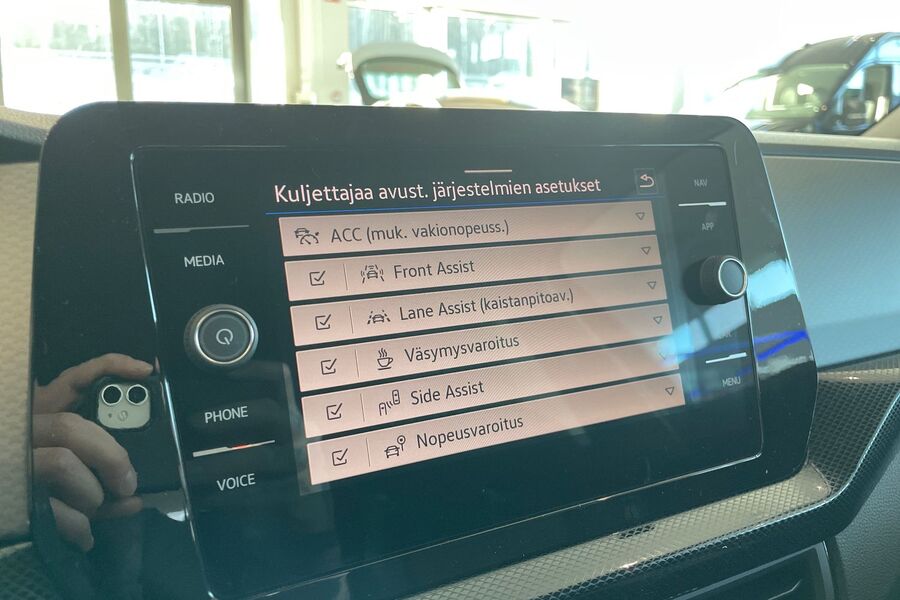 RADIO
MEDIA
PHONE
VOICE
Kuljettajaa avust. järjestelmien asetukset
ACC (muk. vakionopeuss.)
Front Assist
Lane Assist (kaistanpitoav.)
Väsymysvaroitus
Side Assist
Nopeusvaroitus
NAV
APP
MENU